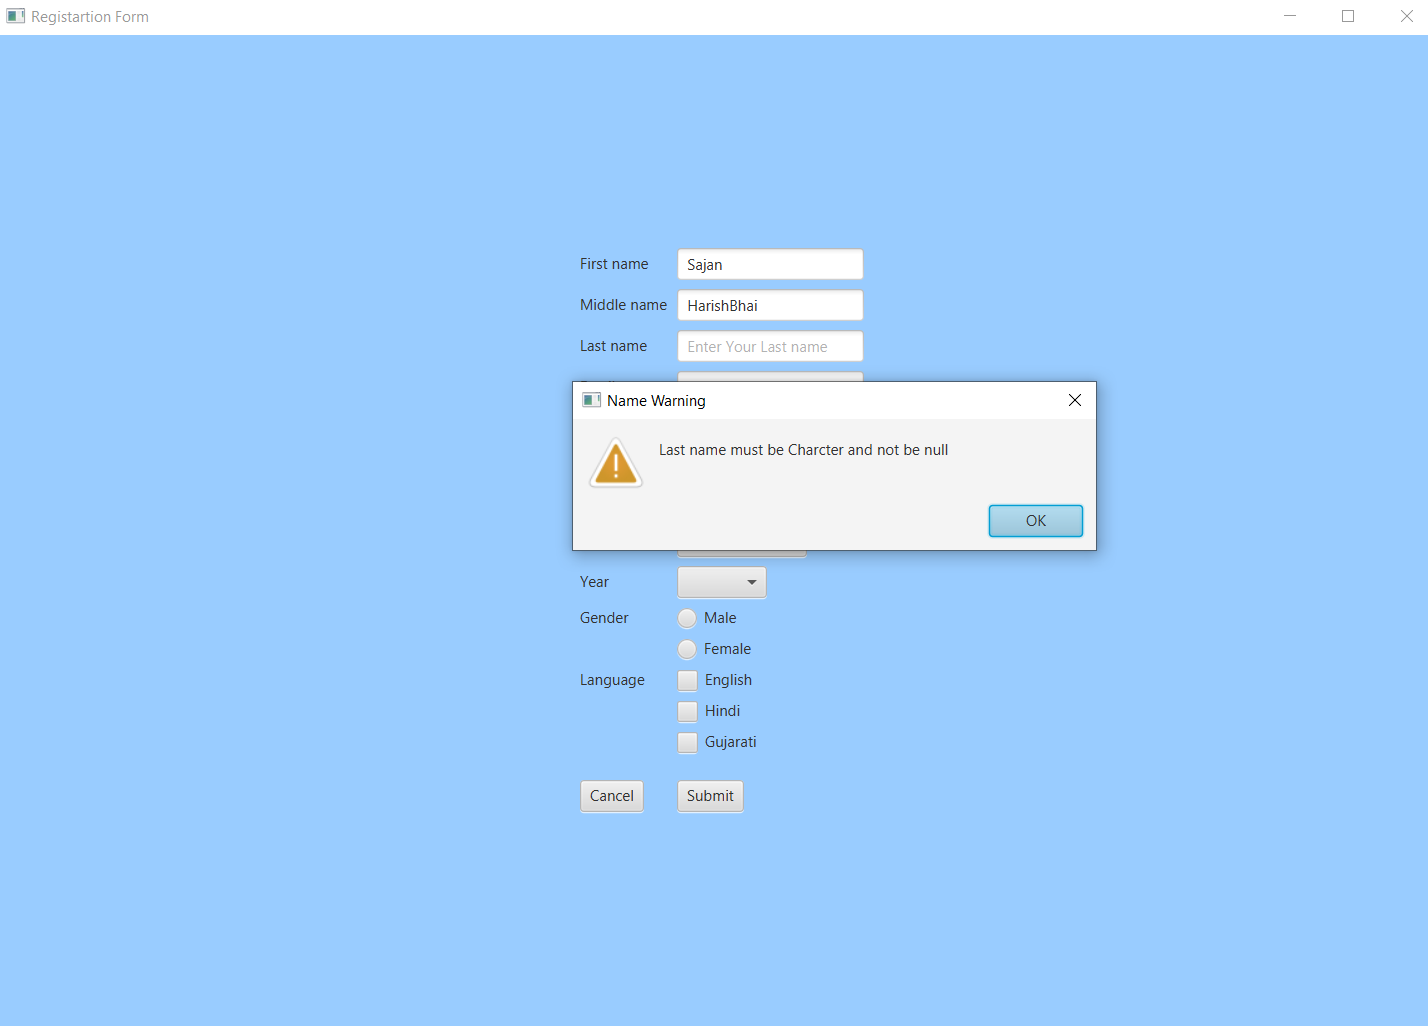 Registartion Form
First name
Sajan
Middle name
HarishBhai
Last name
Enter Your Last name
Name Warning
Last name must be Charcter and not be null
OK
Year
Gender
Male
Female
Language
English
Hindi
Gujarati
Cancel
Submit